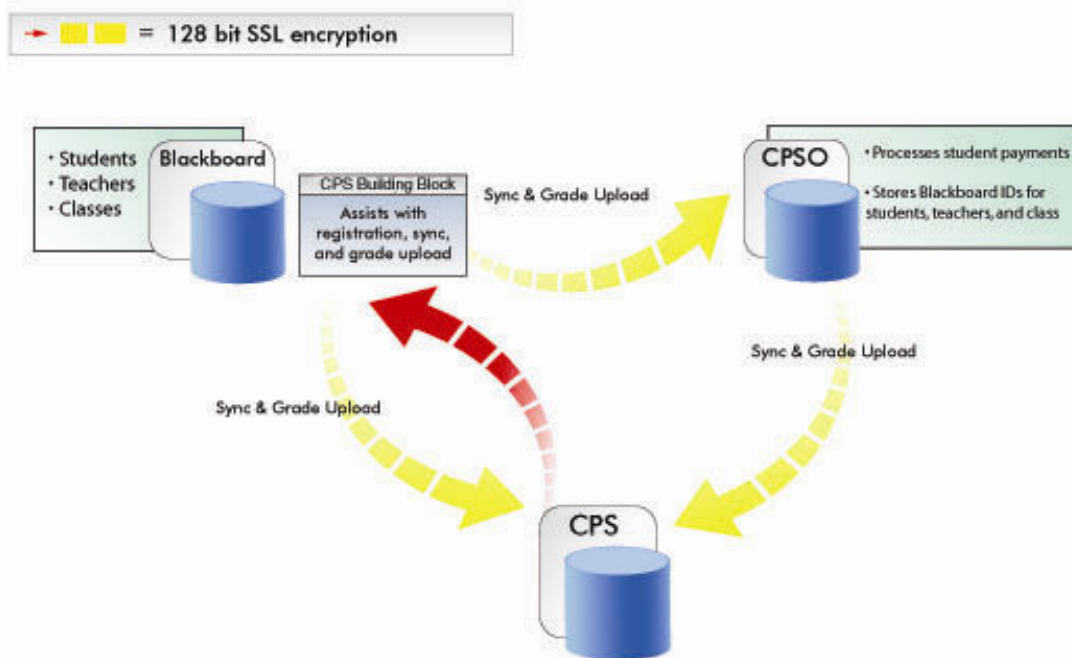 = 128 bit SSL encryption
• Students
• Teachers
• Classes
Blackboard
CPS Building Block
Assists with
registration, sync,
and grade upload
Sync & Grade Upload
CPSO
• Processes student payments
• Stores Blackboard IDs for
students, teachers, and class
Sync & Grade Upload
Sync & Grade Upload
CPS